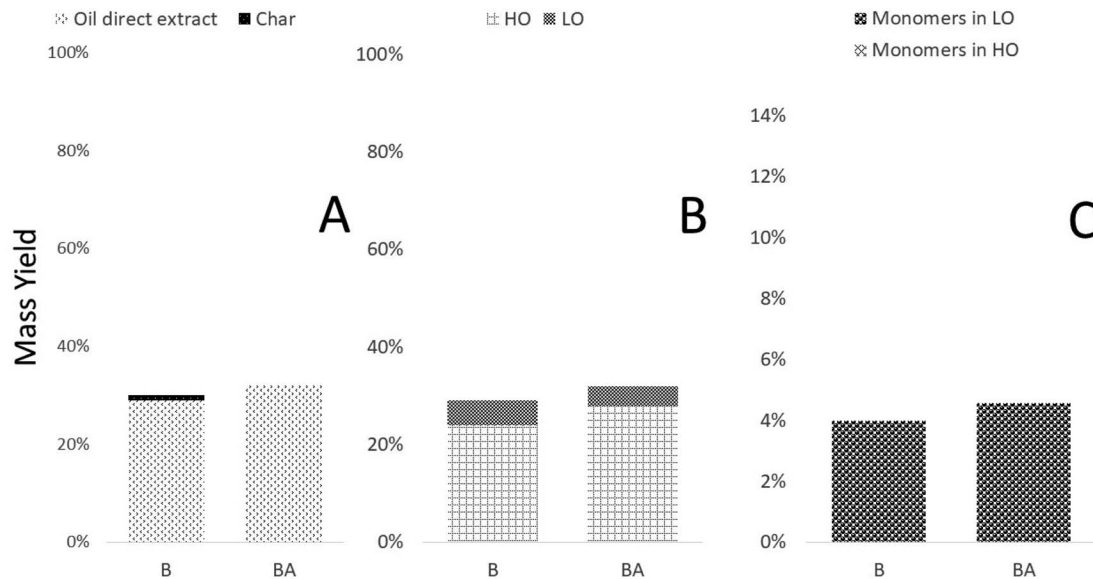 Oil direct extract Char
100%
80%
60%
40%
20%
0%
Mass Yield
A
B BA
HO LO
100%
80%
60%
40%
20%
0%
B
B BA
Monomers in LO
Monomers in HO
14%
12%
10%
8%
6%
4%
2%
0%
C
B BA